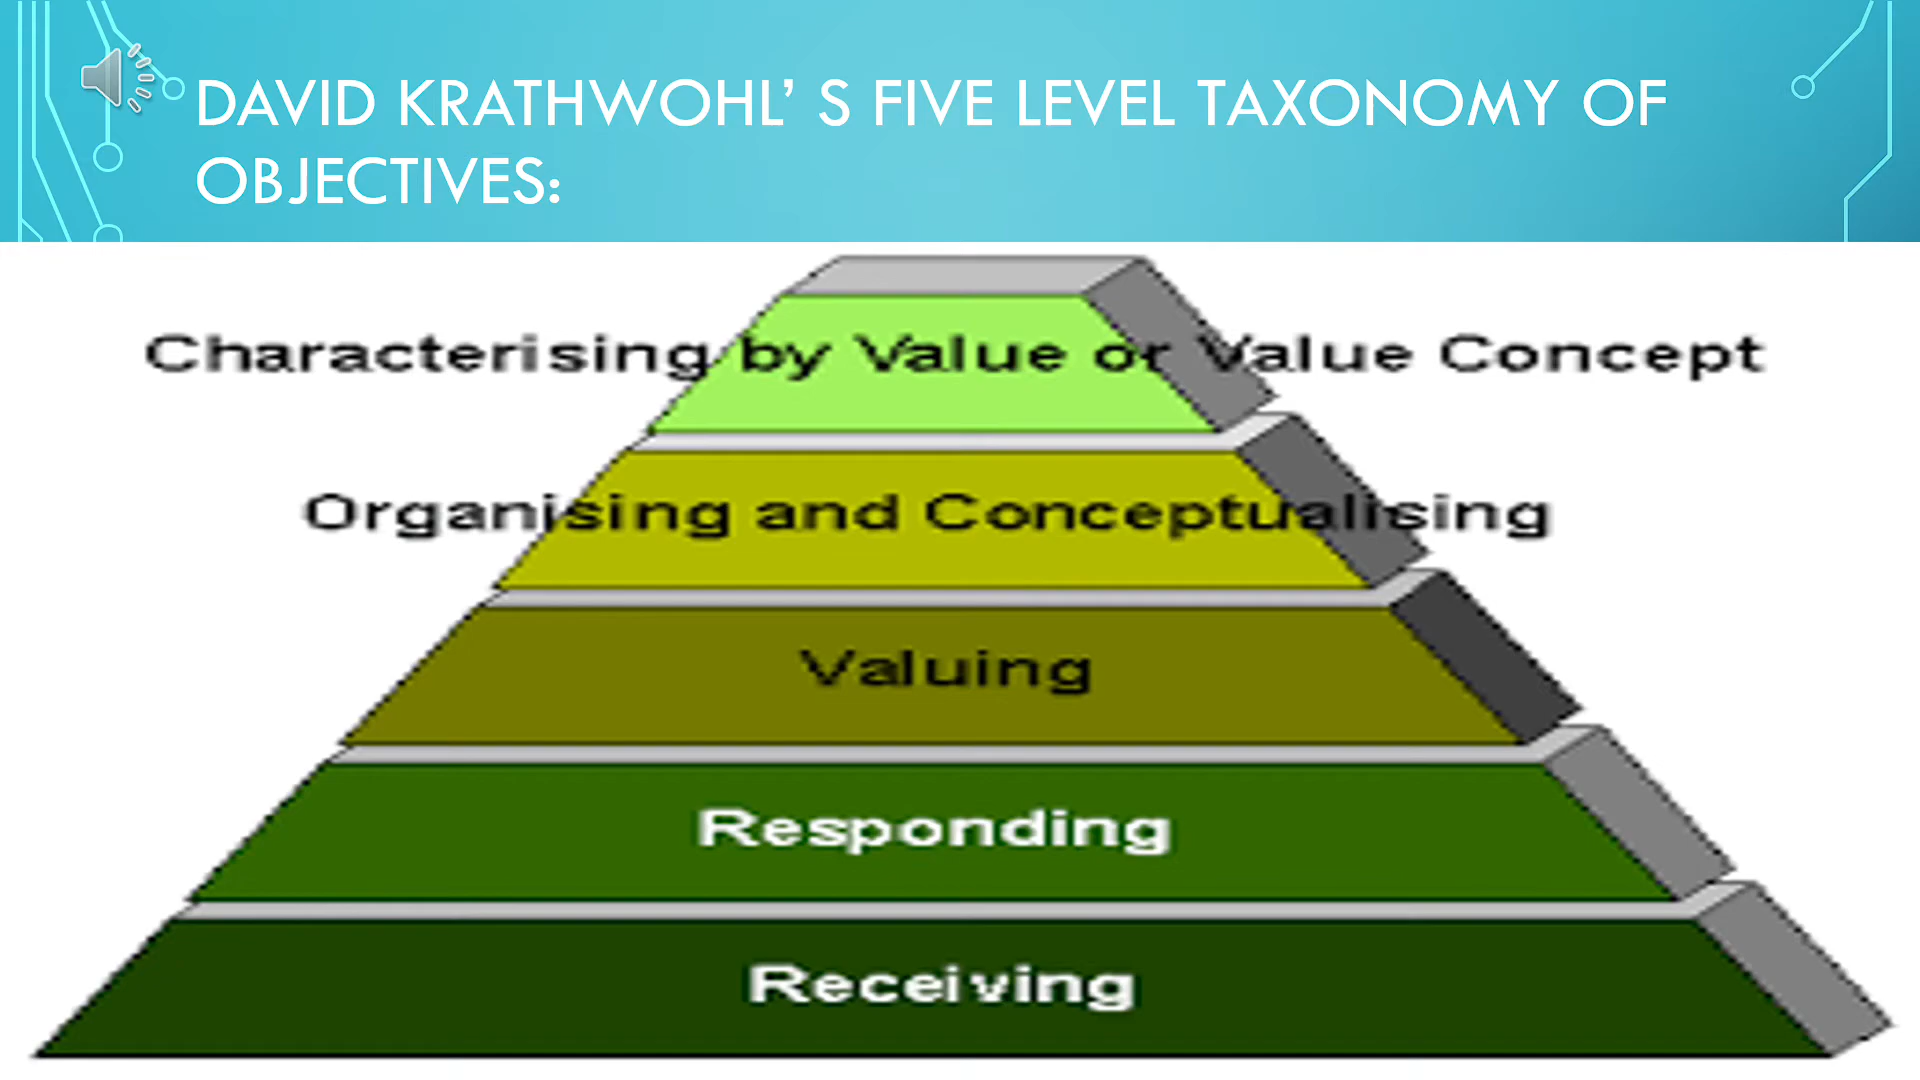 DAVID KRATHWOHL’ S FIVE LEVEL TAXONOMY OF
OBJECTIVES:
Characterising by Value or Value Concept
Organising and Conceptualising
Valuing
Responding
Receiving